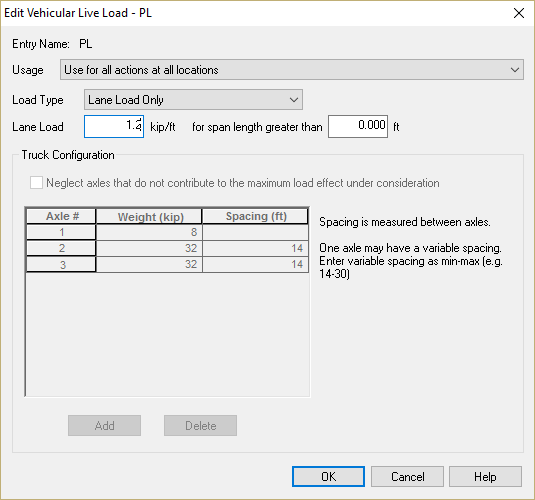 Edit Vehicular Live Load - PL
Entry Name: PL
Usage Use for all actions at all locations
Load Type Lane Load Only
Lane Load 1.2 kip/ft for span length greater than 0.000 ft
Truck Configuration
Neglect axles that do not contribute to the maximum load effect under consideration
Axle # Weight (kip) Spacing (ft)
1 8
2 32 14
3 32 14
Spacing is measured between axles.
One axle may have a variable spacing.
Enter variable spacing as min-max (e.g.
14-30)
Add Delete
OK Cancel Help